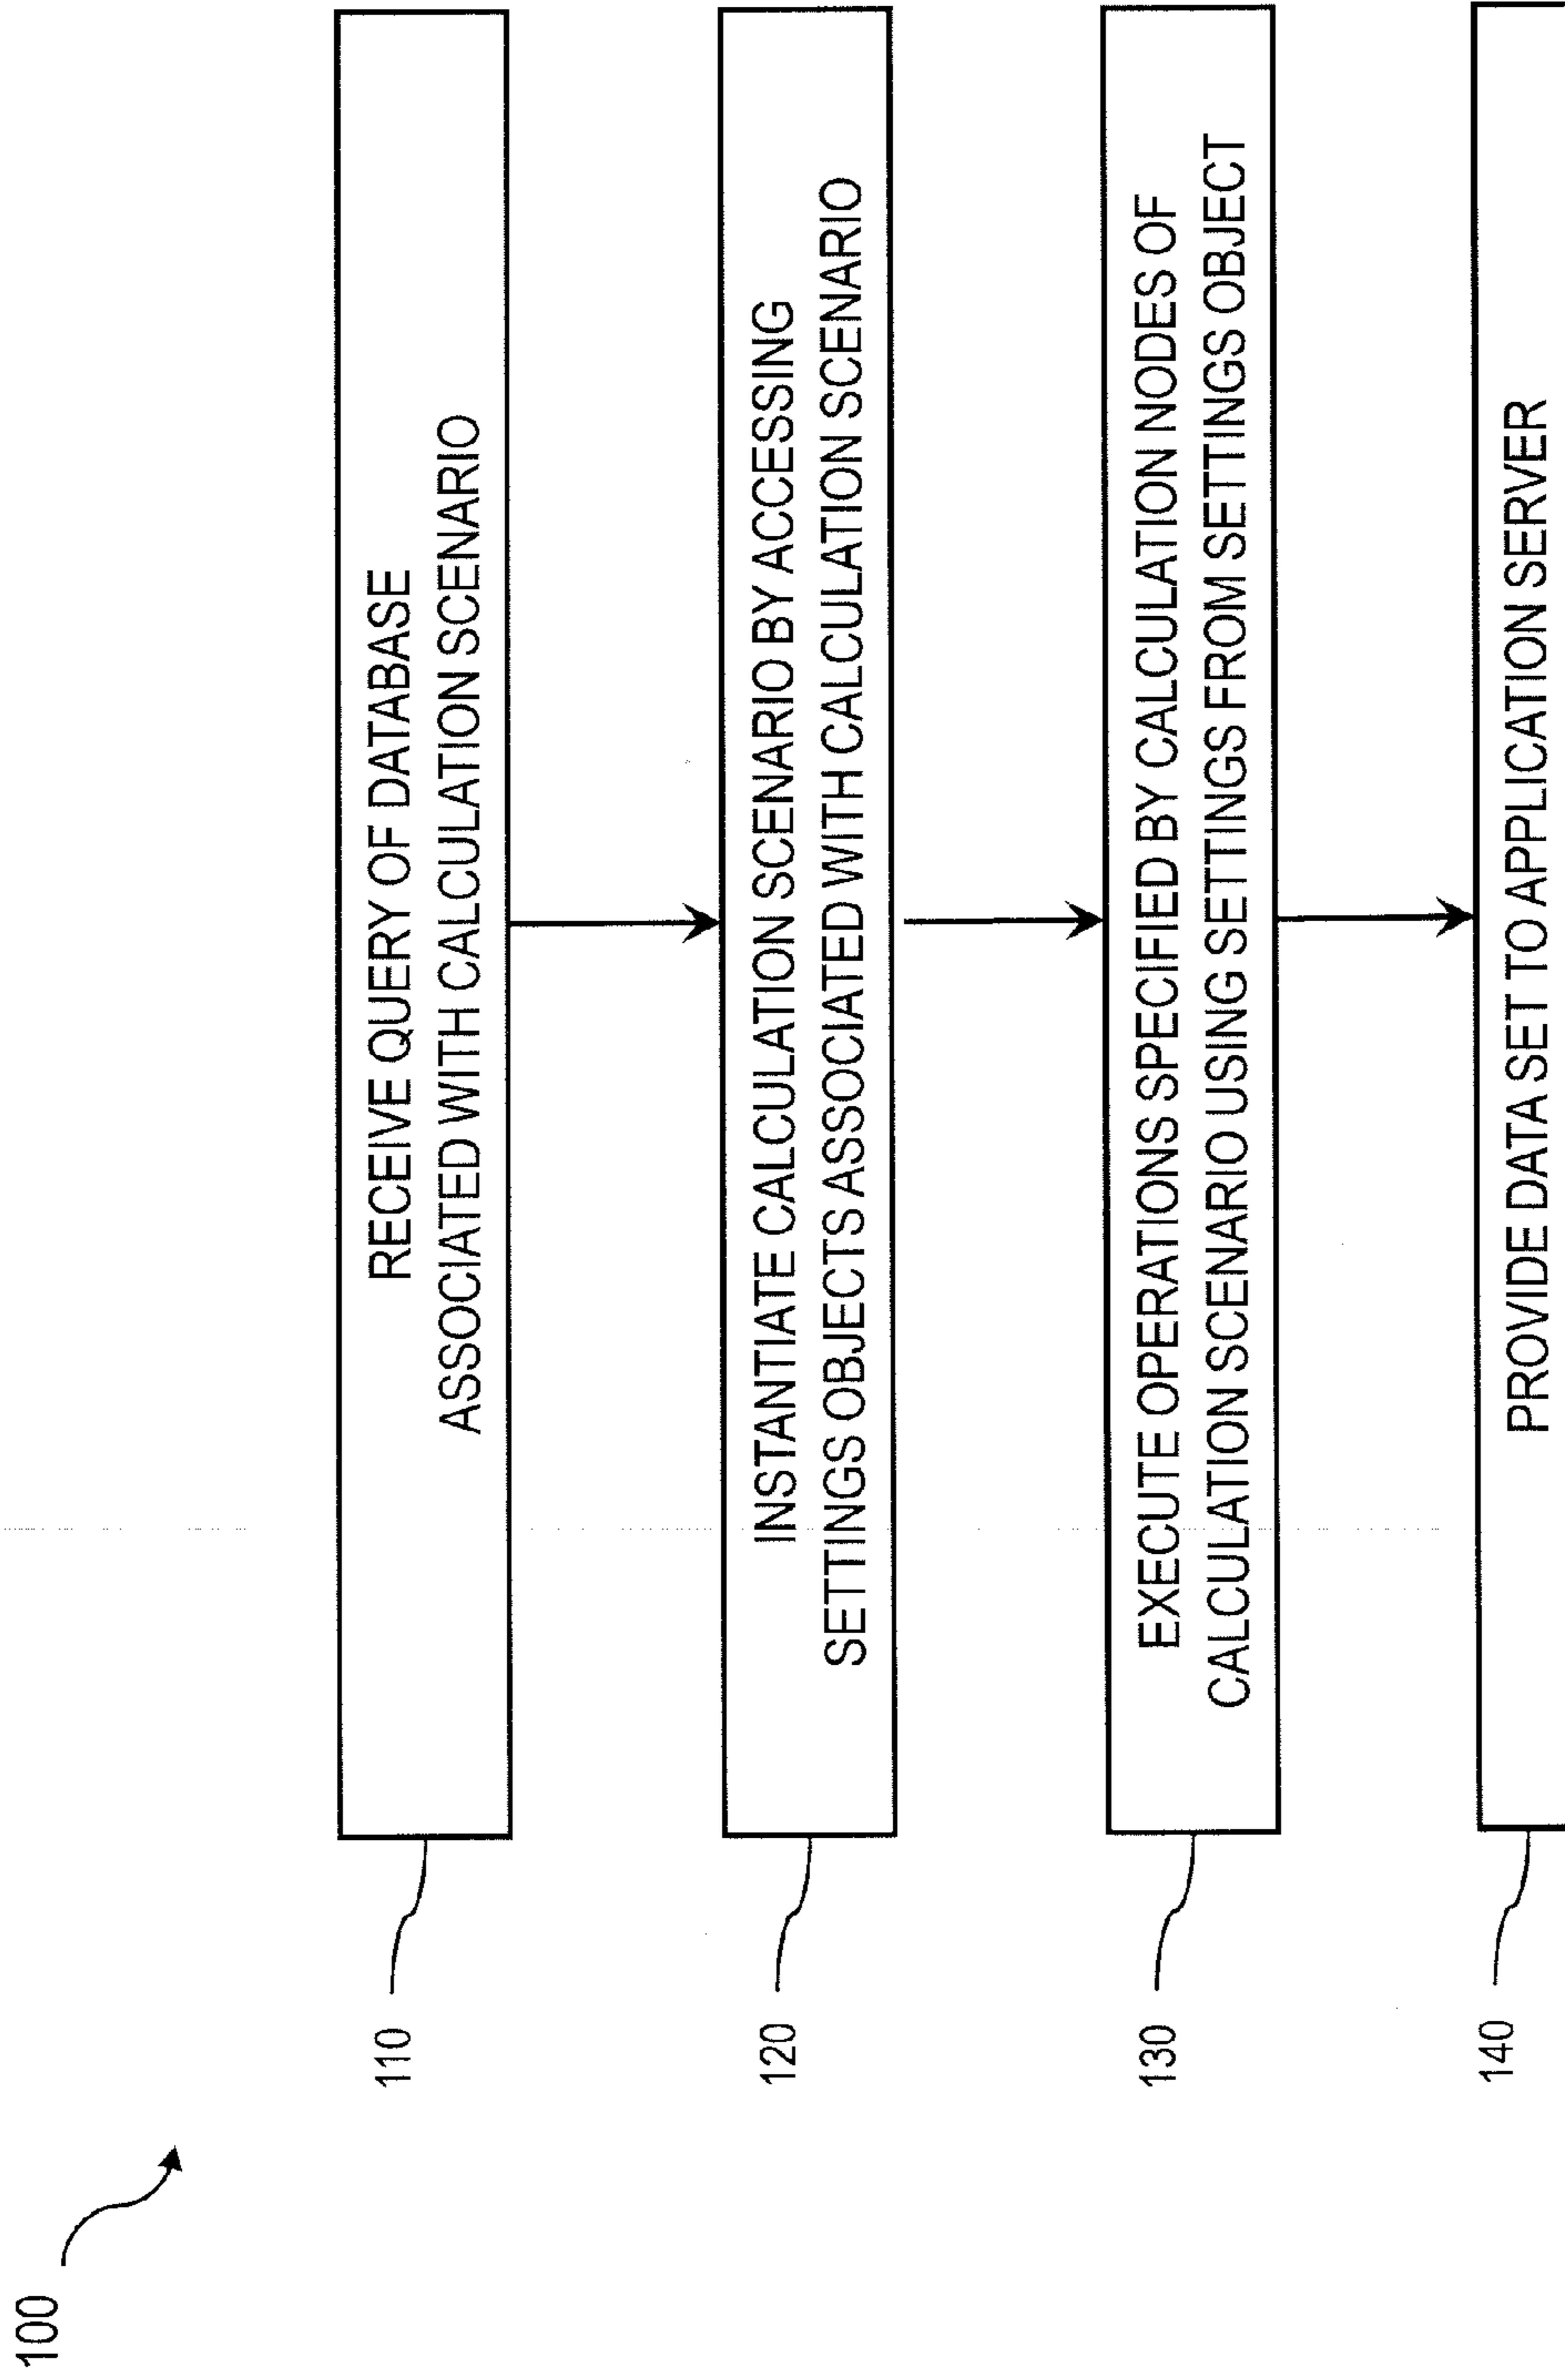 100
110
RECEIVE QUERY OF DATABASE
ASSOCIATED WITH CALCULATION SCENARIO
120
INSTANTIATE CALCULATION SCENARIO BY ACCESSING
SETTINGS OBJECTS ASSOCIATED WITH CALCULATION SCENARIO
130
EXECUTE OPERATIONS SPECIFIED BY CALCULATION NODES OF
CALCULATION SCENARIO USING SETTINGS FROM SETTINGS OBJECT
140
PROVIDE DATA SET TO APPLICATION SERVER